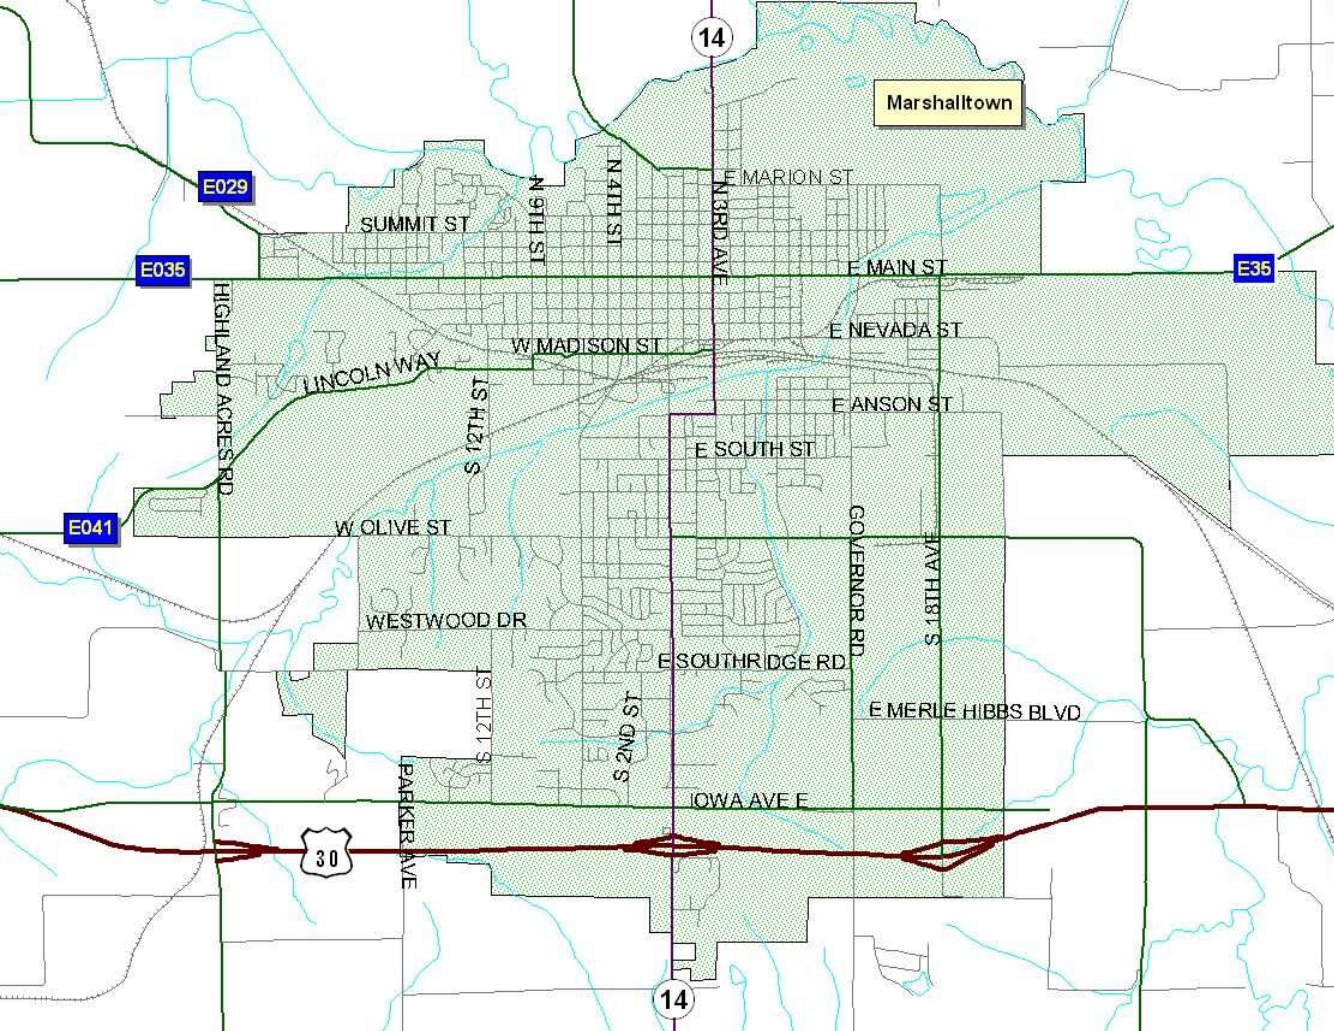 14
Marshalltown
E MARION ST
E029
N 9TH ST
N 4TH ST
N 3RD AVE
SUMMIT ST
E035
E MAIN ST
E35
HIGHLAND ACRES RD
E NEVADA ST
W MADISON ST
LINCOLN WAY
S 12TH ST
E ANSON ST
E SOUTH ST
E041
W OLIVE ST
GOVERNOR RD
S 18TH AVE
WESTWOOD DR
E SOUTHRIDGE RD
S 12TH ST
S 2ND ST
E MERLE HIBBS BLVD
PARKER AVE
IOWA AVE E
30
14